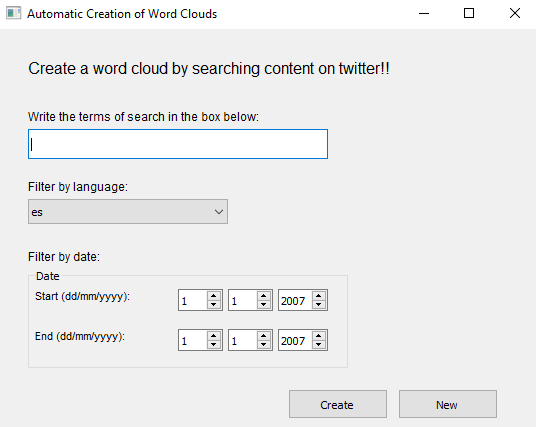 Automatic Creation of Word Clouds
Create a word cloud by searching content on twitter!!
Write the terms of search in the box below:
Filter by language:
es
Filter by date:
Date
Start (dd/mm/yyyy): 1 1 2007
End (dd/mm/yyyy): 1 1 2007
Create New